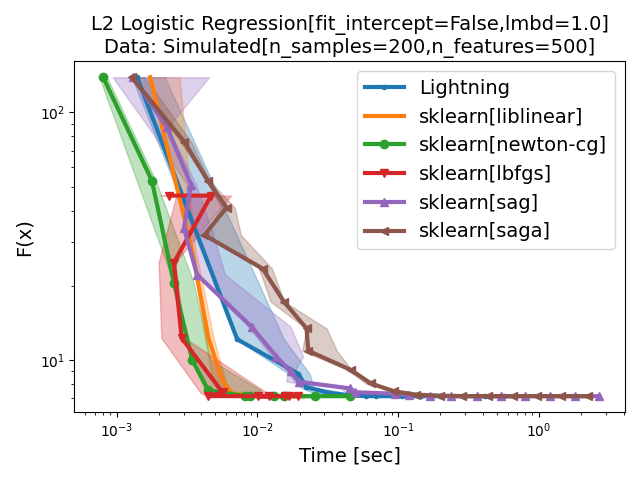 L2 Logistic Regression[fit_intercept=False,lmbd=1.0]
Data: Simulated[n_samples=200,n_features=500]
F(x)
10²
10¹
Lightning
sklearn[liblinear]
sklearn[newton-cg]
sklearn[lbfgs]
sklearn[sag]
sklearn[saga]
10⁻³ 10⁻² 10⁻¹ 10⁰
Time [sec]